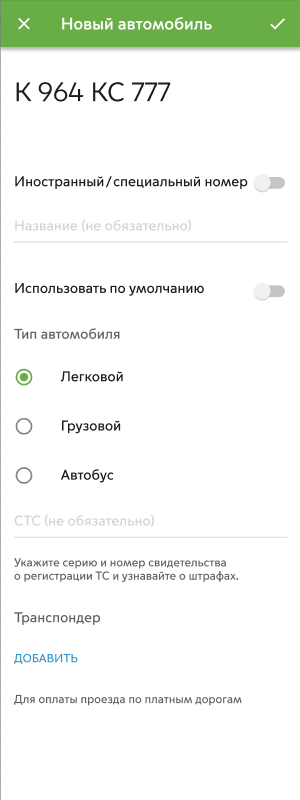 Новый автомобиль
К 964 КС 777
Иностранный/специальный номер
Название (не обязательно)
Использовать по умолчанию
Тип автомобиля
Легковой
Грузовой
Автобус
СТС (не обязательно)
Укажите серию и номер свидетельства
о регистрации ТС и узнавайте о штрафах.
Транспондер
ДОБАВИТЬ
Для оплаты проезда по платным дорогам